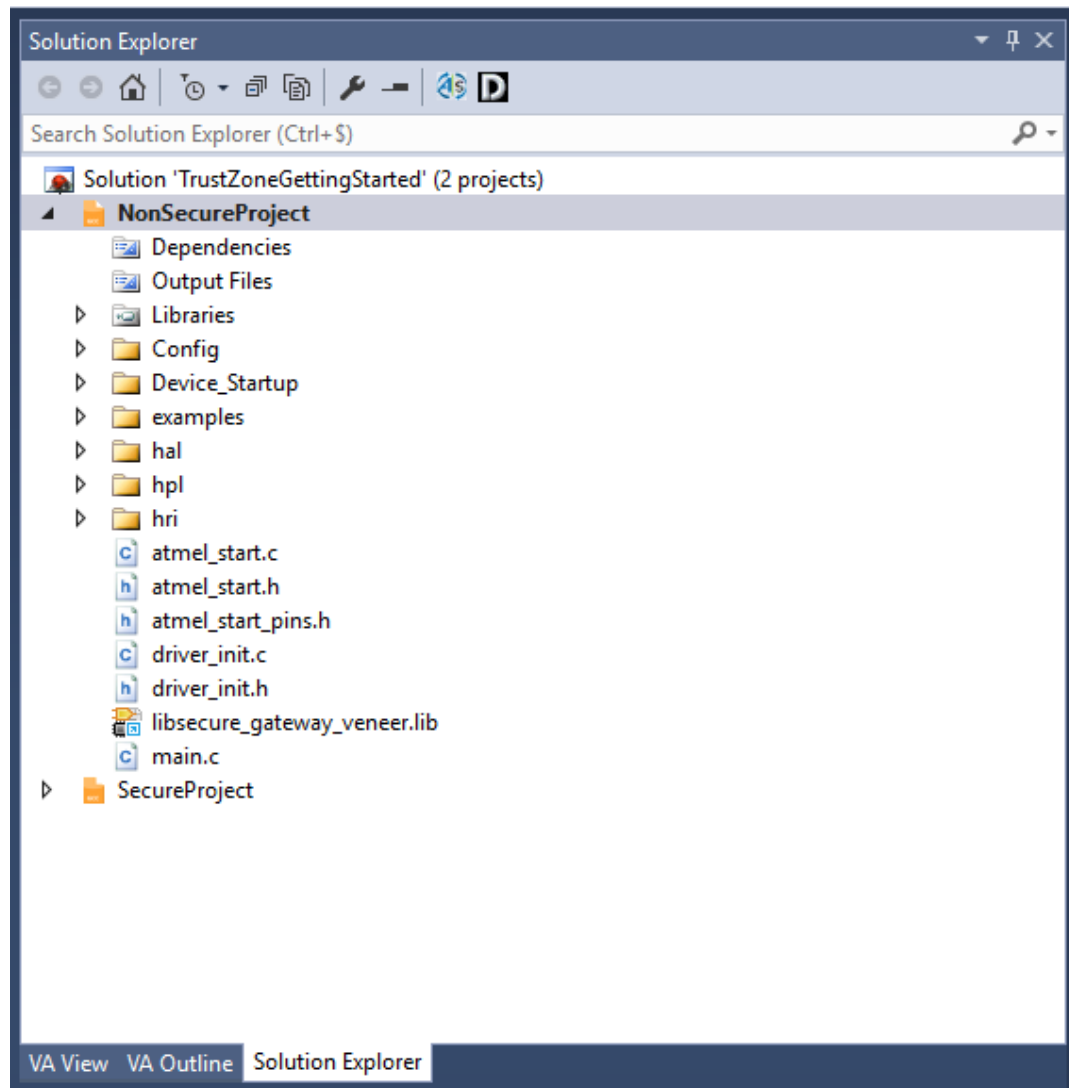 Solution Explorer
Search Solution Explorer (Ctrl+$)
Solution 'TrustZoneGettingStarted' (2 projects)
NonSecureProject
Dependencies
Output Files
Libraries
Config
Device_Startup
examples
hal
hpl
hri
atmel_start.c
atmel_start.h
atmel_start_pins.h
driver_init.c
driver_init.h
libsecure_gateway_veneer.lib
main.c
SecureProject
VA View VA Outline Solution Explorer